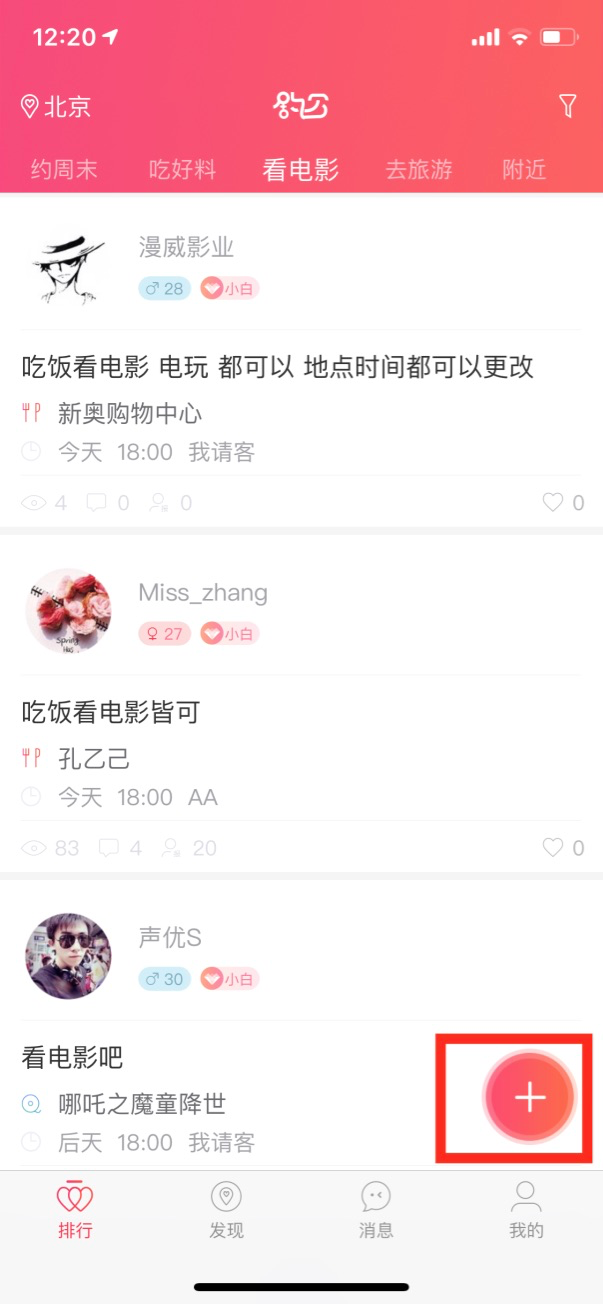 12:20
北京
约周末 吃好料 看电影 去旅游 附近
漫威影业
♂ 28 小白
吃饭看电影 电玩 都可以 地点时间都可以更改
新奥购物中心
今天 18:00 我请客
4 0 0 0
Miss_zhang
♀ 27 小白
吃饭看电影皆可
孔乙己
今天 18:00 AA
83 4 20 0
声优S
♂ 30 小白
看电影吧
哪吒之魔童降世
后天 18:00 我请客
排行 发现 消息 我的